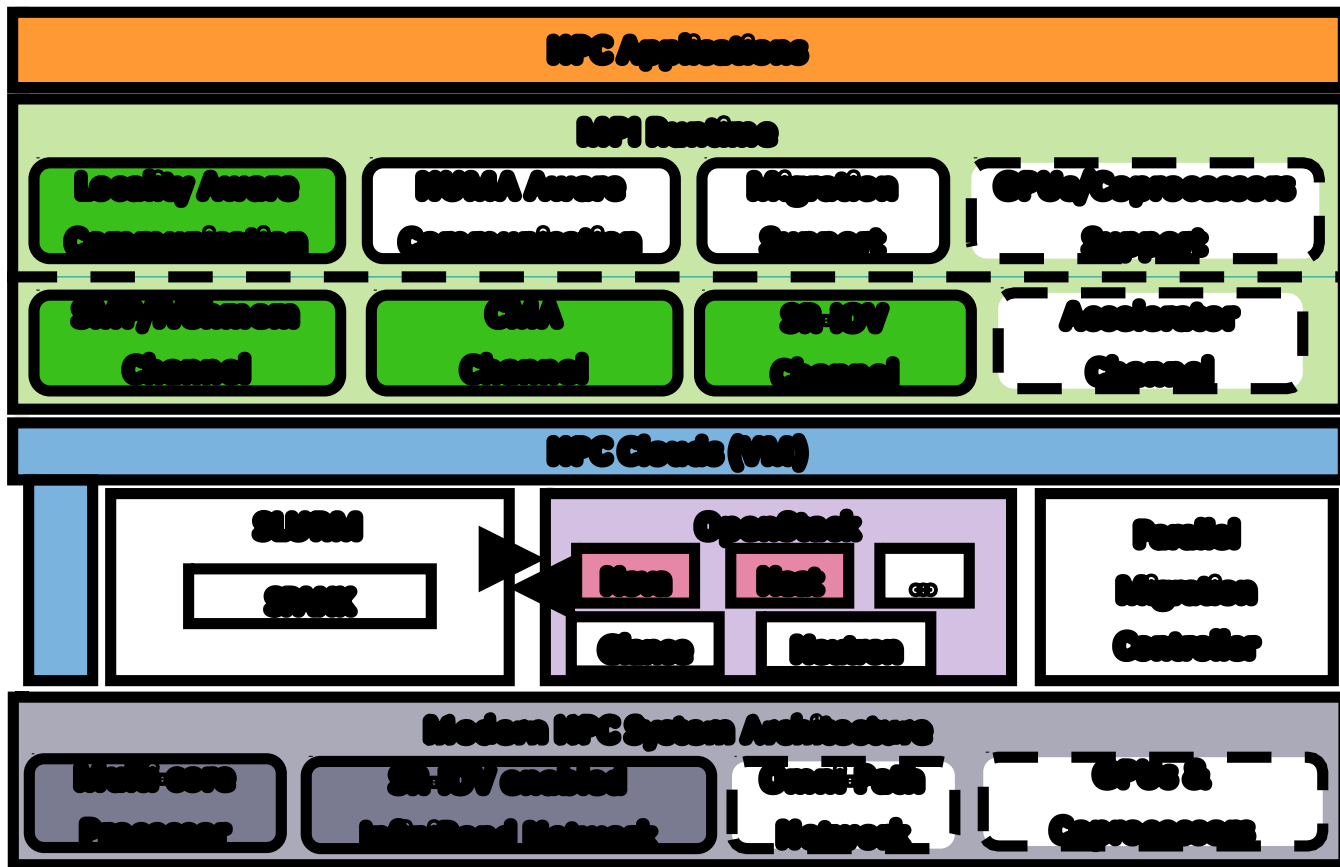 HPC Applications
MPI Runtime
Locality Aware
Communication
NUMA Aware
Communication
Migration
Support
GPUs/Coprocessors
Support
Channel
CMA
Channel
SR-IOV
Channel
Accelerator
Channel
HPC Clouds (VM)
SLURM
SPANK
OpenStack
Nova
Heat
Glance
Neutron
Parallel
Migration
Controller
Modern HPC System Architecture
Multi-core
Processor
SR-IOV enabled
InfiniBand Network
Omni-Path
Network
GPUs &
Coprocessors